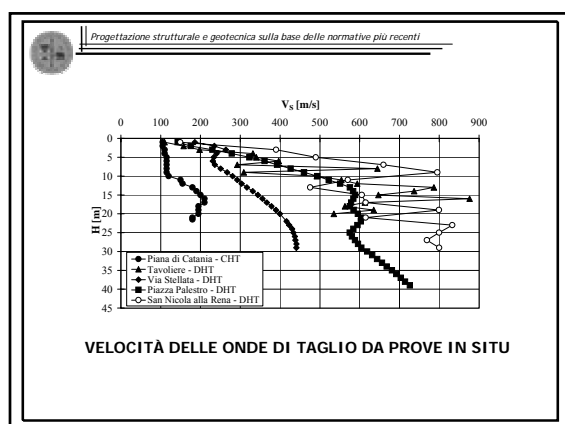 Progettazione strutturale e geotecnica sulla base delle normative più recenti
V_S [m/s]
0 100 200 300 400 500 600 700 800 900
H [m]
0
5
10
15
20
25
30
35
40
45
Piana di Catania - CHT
Tavoliere - DHT
Via Stellata - DHT
Piazza Palestro - DHT
San Nicola alla Rena - DHT
VELOCITÀ DELLE ONDE DI TAGLIO DA PROVE IN SITU